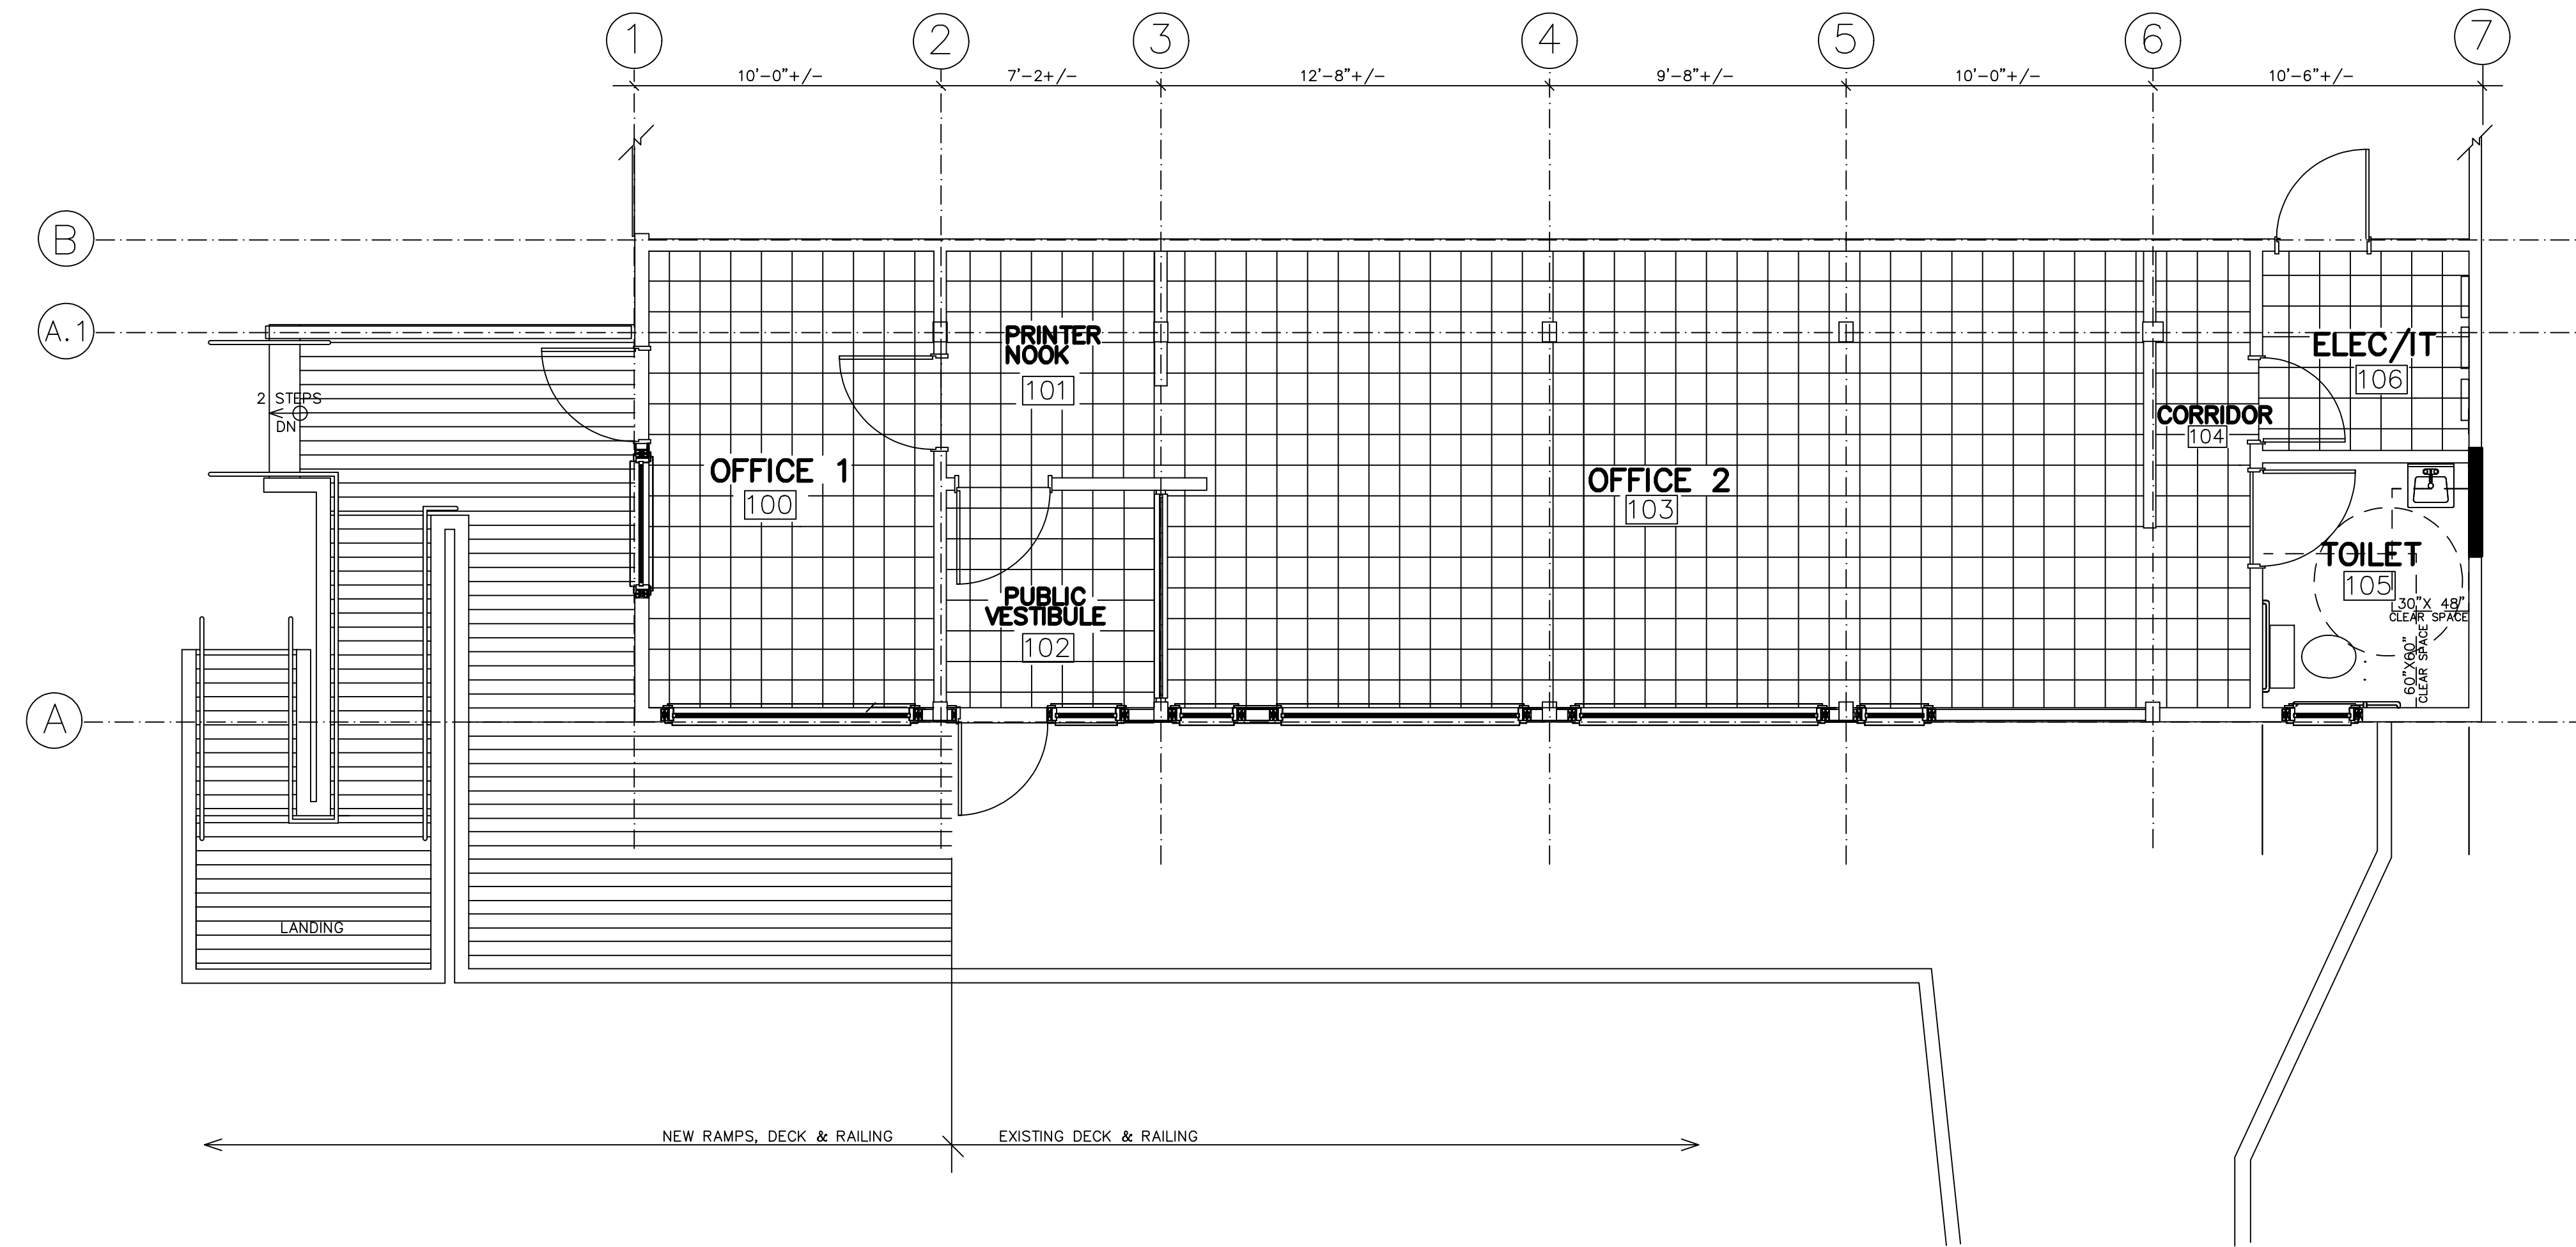 1
2
3
4
5
6
7
10'-0"+/-
7'-2+/-
12'-8"+/-
9'-8"+/-
10'-0"+/-
10'-6"+/-
B
A.1
A
2 STEPS
DN
LANDING
OFFICE 1
100
PRINTER
NOOK
101
PUBLIC
VESTIBULE
102
OFFICE 2
103
CORRIDOR
104
ELEC/IT
106
TOILET
105
30"X 48"
CLEAR SPACE
60"X60"
CLEAR SPACE
NEW RAMPS, DECK & RAILING
EXISTING DECK & RAILING